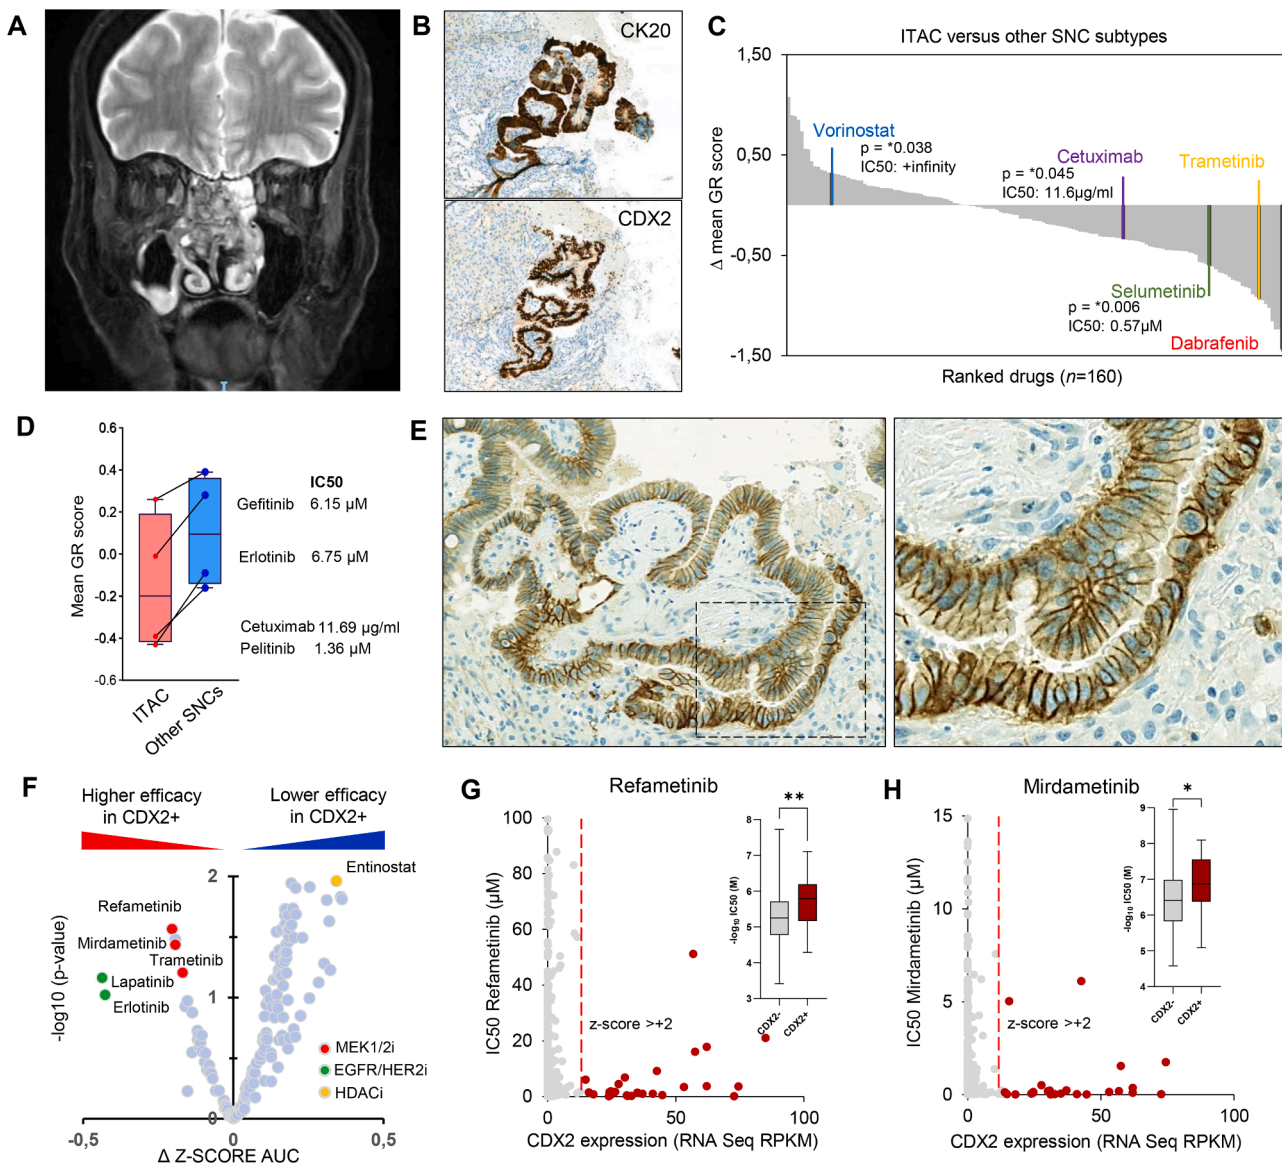 A
B
CK20
CDX2
C
ITAC versus other SNC subtypes
Δ mean GR score
1,50
0,50
-0,50
-1,50
Vorinostat
p = *0.038
IC50: +infinity
Cetuximab
p = *0.045
IC50: 11.6µg/ml
Trametinib
Selumetinib
p = *0.006
IC50: 0.57µM
Dabrafenib
Ranked drugs (n=160)
D
Mean GR score
0.6
0.4
0.2
0.0
-0.2
-0.4
-0.6
IC50
Gefitinib 6.15 µM
Erlotinib 6.75 µM
Cetuximab 11.69 µg/ml
Pelitinib 1.36 µM
ITAC
Other SNCs
E
F
Higher efficacy
in CDX2+
Lower efficacy
in CDX2+
-log10 (p-value)
2
1
0
Entinostat
Refametinib
Mirdametinib
Trametinib
Lapatinib
Erlotinib
MEK1/2i
EGFR/HER2i
HDACi
-0,5
0
0,5
Δ Z-SCORE AUC
G
Refametinib
IC50 Refametinib (µM)
100
80
60
40
20
0
z-score >+2
**
-log10 IC50 (M)
8
7
6
5
4
3
CDX2-
CDX2+
0
50
100
CDX2 expression (RNA Seq RPKM)
H
Mirdametinib
IC50 Mirdametinib (µM)
15
10
5
0
z-score >+2
*
-log10 IC50 (M)
9
8
7
6
5
4
CDX2-
CDX2+
0
50
100
CDX2 expression (RNA Seq RPKM)